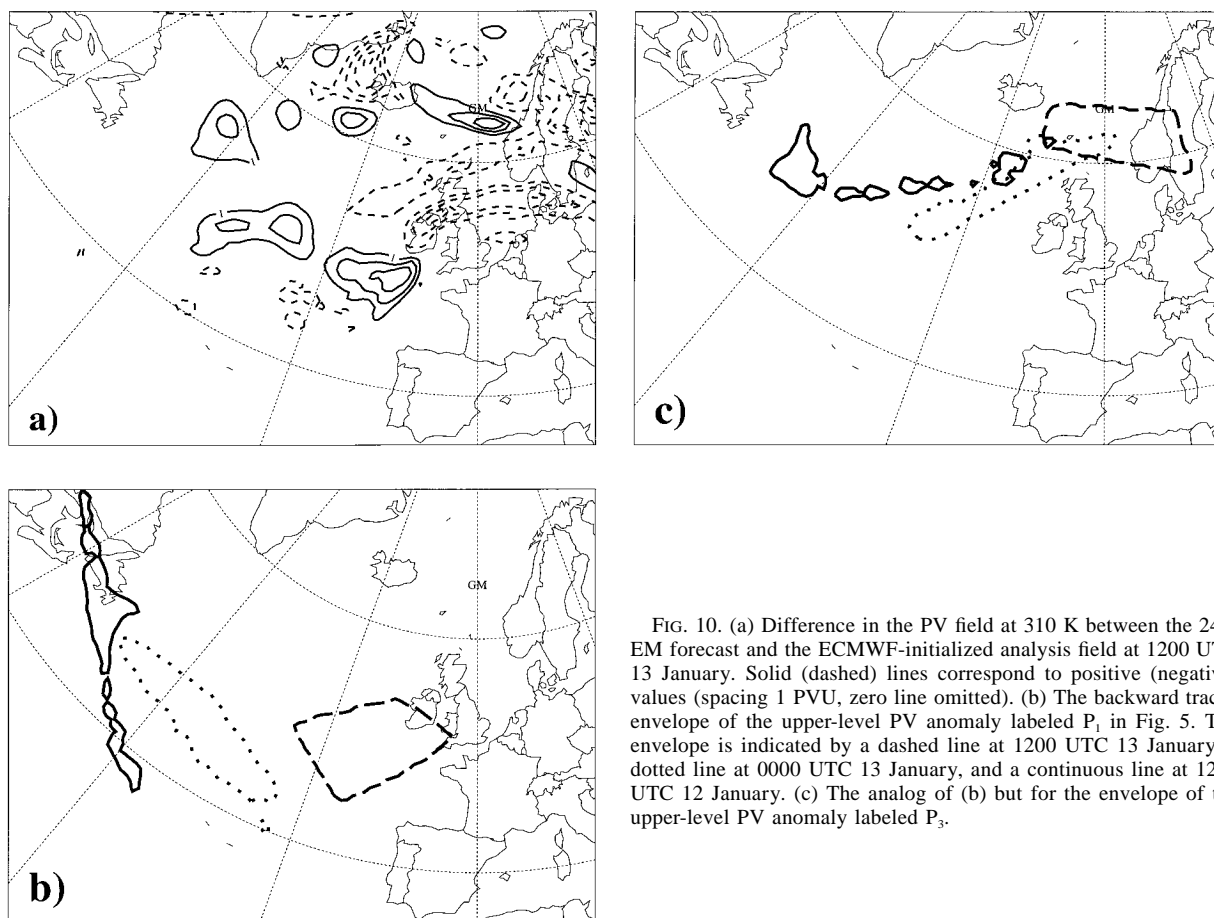 GM
a)
GM
c)
GM
b)
FIG. 10. (a) Difference in the PV field at 310 K between the 24-
EM forecast and the ECMWF-initialized analysis field at 1200 UT
13 January. Solid (dashed) lines correspond to positive (negativ
values (spacing 1 PVU, zero line omitted). (b) The backward trac
envelope of the upper-level PV anomaly labeled P₁ in Fig. 5. T
envelope is indicated by a dashed line at 1200 UTC 13 January
dotted line at 0000 UTC 13 January, and a continuous line at 12
UTC 12 January. (c) The analog of (b) but for the envelope of t
upper-level PV anomaly labeled P₃.